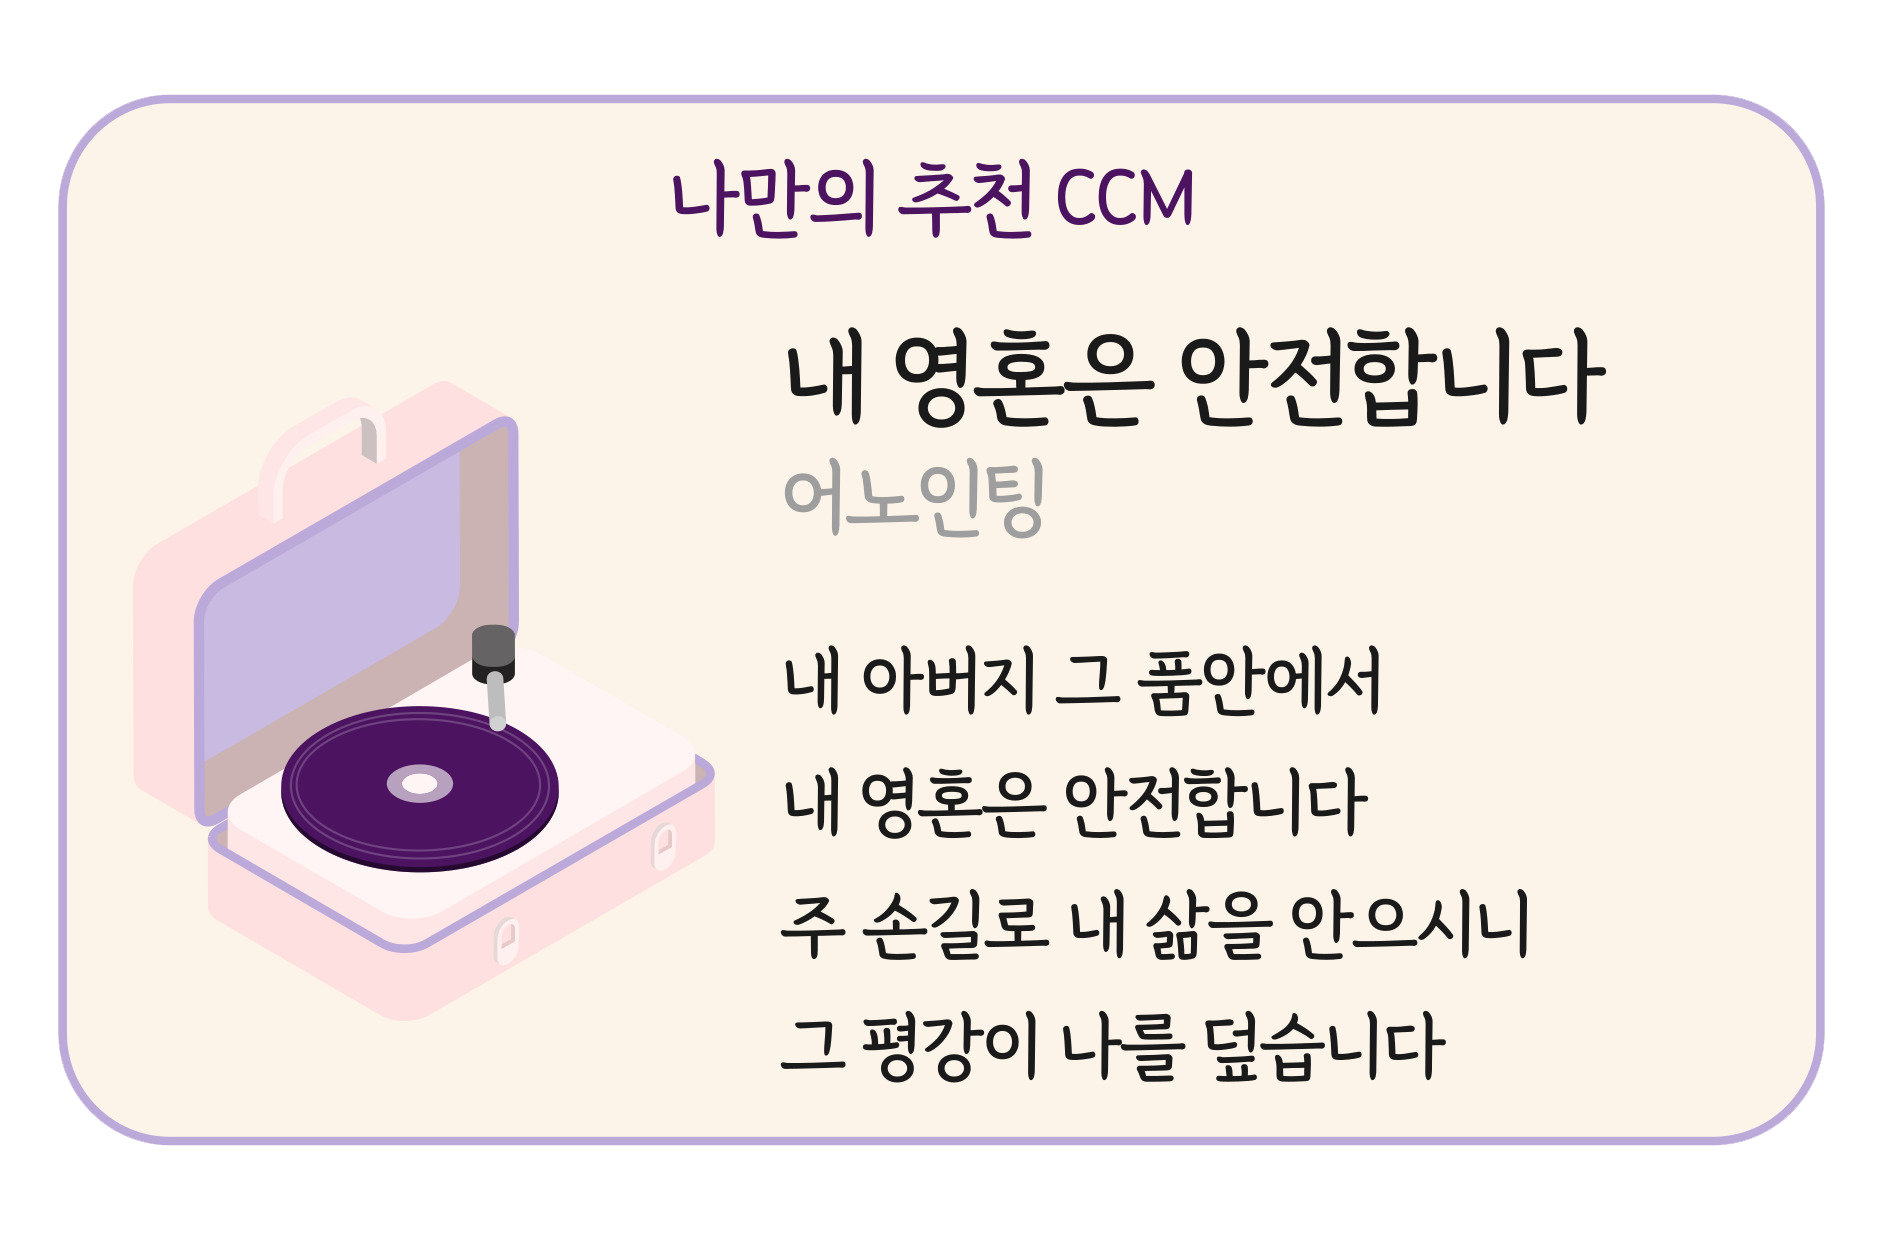 나만의 추천 CCM
내 영혼은 안전합니다
어노인팅
내 아버지 그 품안에서
내 영혼은 안전합니다
주 손길로 내 삶을 안으시니
그 평강이 나를 덮습니다